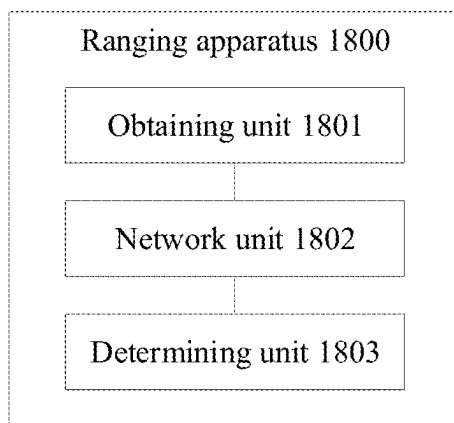 Ranging apparatus 1800
Obtaining unit 1801
Network unit 1802
Determining unit 1803